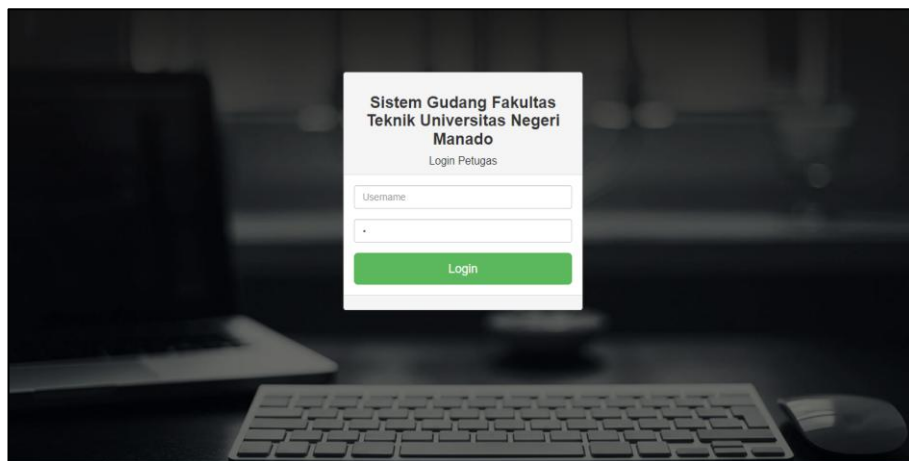 Sistem Gudang Fakultas
Teknik Universitas Negeri
Manado
Login Petugas
Username
Login